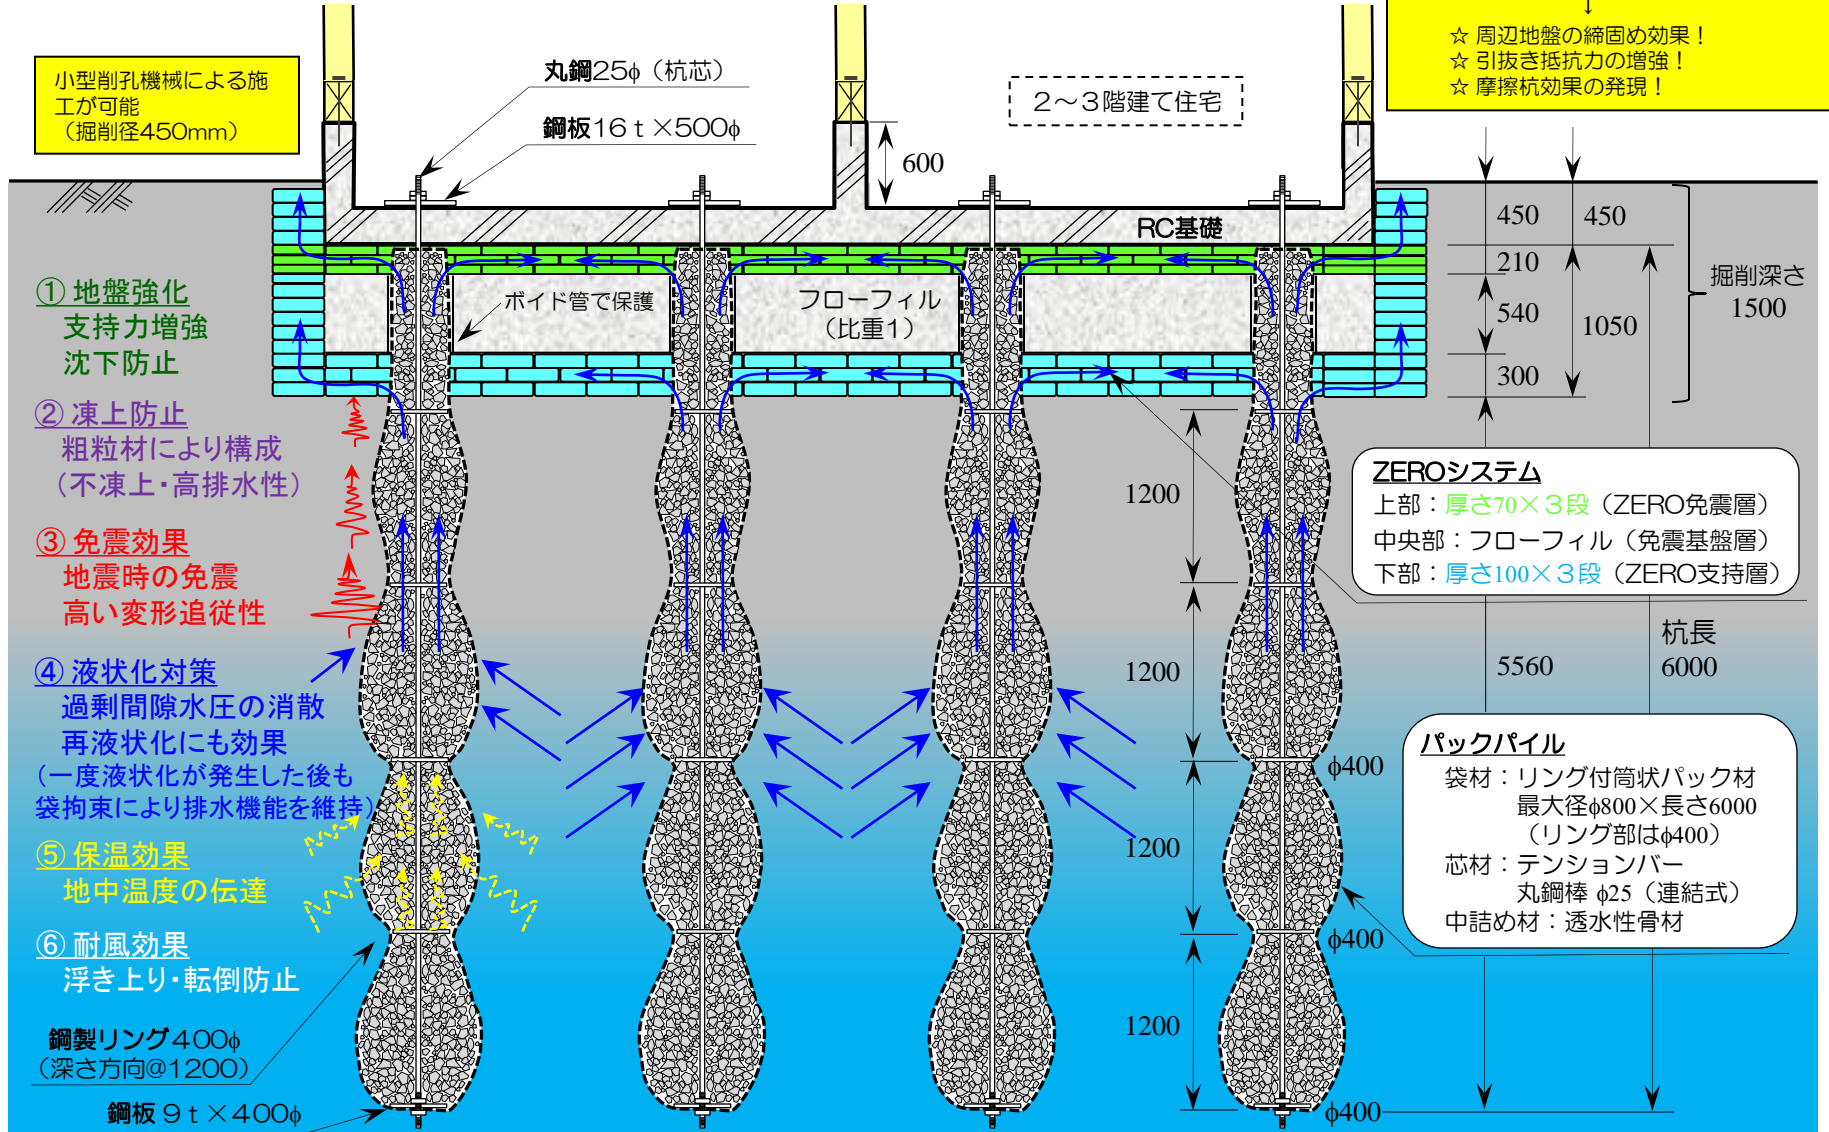 ↓
☆ 周辺地盤の締固め効果！
☆ 引抜き抵抗力の増強！
☆ 摩擦杭効果の発現！
小型削孔機械による施
工が可能
（掘削径450mm）
丸鋼25φ（杭芯）
鋼板16ｔ×500φ
２～３階建て住宅
600
RC基礎
450
450
210
540
1050
300
掘削深さ
1500
ボイド管で保護
フローフィル
（比重1）
① 地盤強化
支持力増強
沈下防止
② 凍上防止
粗粒材により構成
（不凍上・高排水性）
③ 免震効果
地震時の免震
高い変形追従性
④ 液状化対策
過剰間隙水圧の消散
再液状化にも効果
（一度液状化が発生した後も
袋拘束により排水機能を維持）
⑤ 保温効果
地中温度の伝達
⑥ 耐風効果
浮き上り・転倒防止
鋼製リング400φ
（深さ方向@1200）
鋼板９ｔ×400φ
1200
1200
1200
1200
φ400
φ400
φ400
ZEROシステム
上部：厚さ70×３段（ZERO免震層）
中央部：フローフィル（免震基盤層）
下部：厚さ100×３段（ZERO支持層）
5560
杭長
6000
パックパイル
袋材：リング付筒状パック材
最大径φ800×長さ6000
（リング部はφ400）
芯材：テンションバー
丸鋼棒 φ25（連結式）
中詰め材：透水性骨材